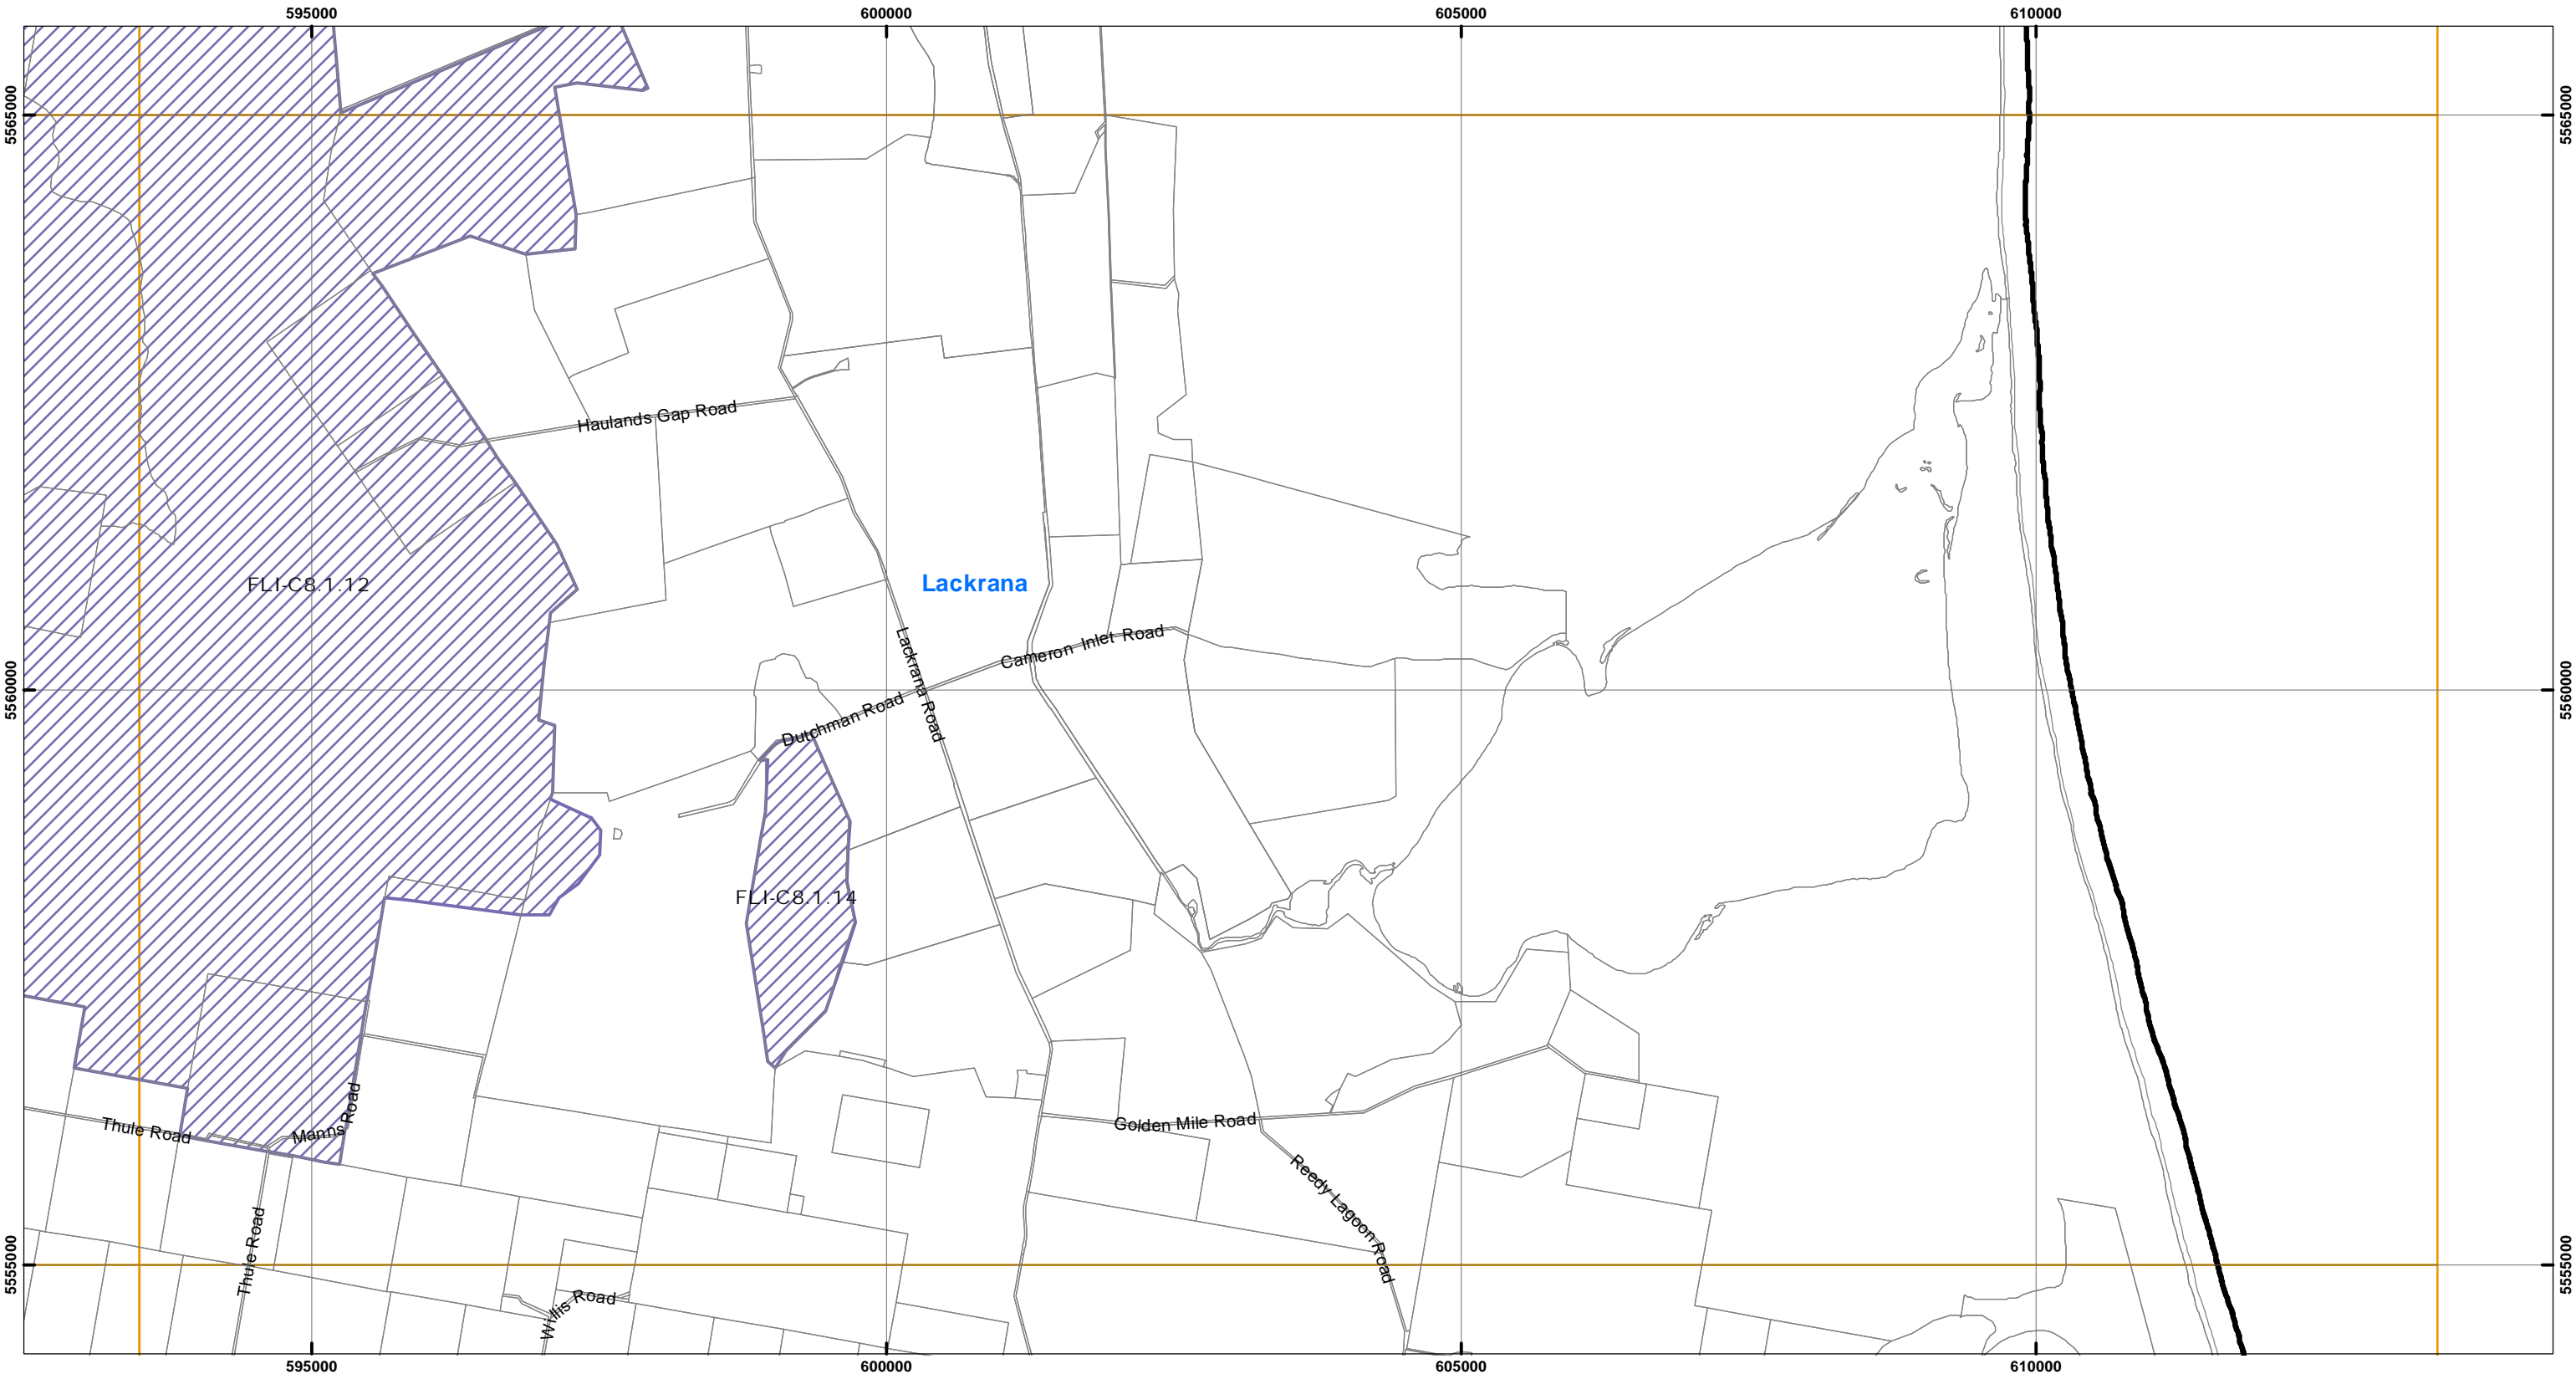 595000
600000
605000
610000
5565000
5565000
Haulands Gap Road
FLI-C8.1.12
Lackrana
Lackrana Road
Cameron Inlet Road
5560000
5560000
Dutchman Road
FLI-C8.1.14
Manns Road
Thule Road
Golden Mile Road
Reedy Lagoon Road
Thule Road
5555000
5555000
Willis Road
595000
600000
605000
610000